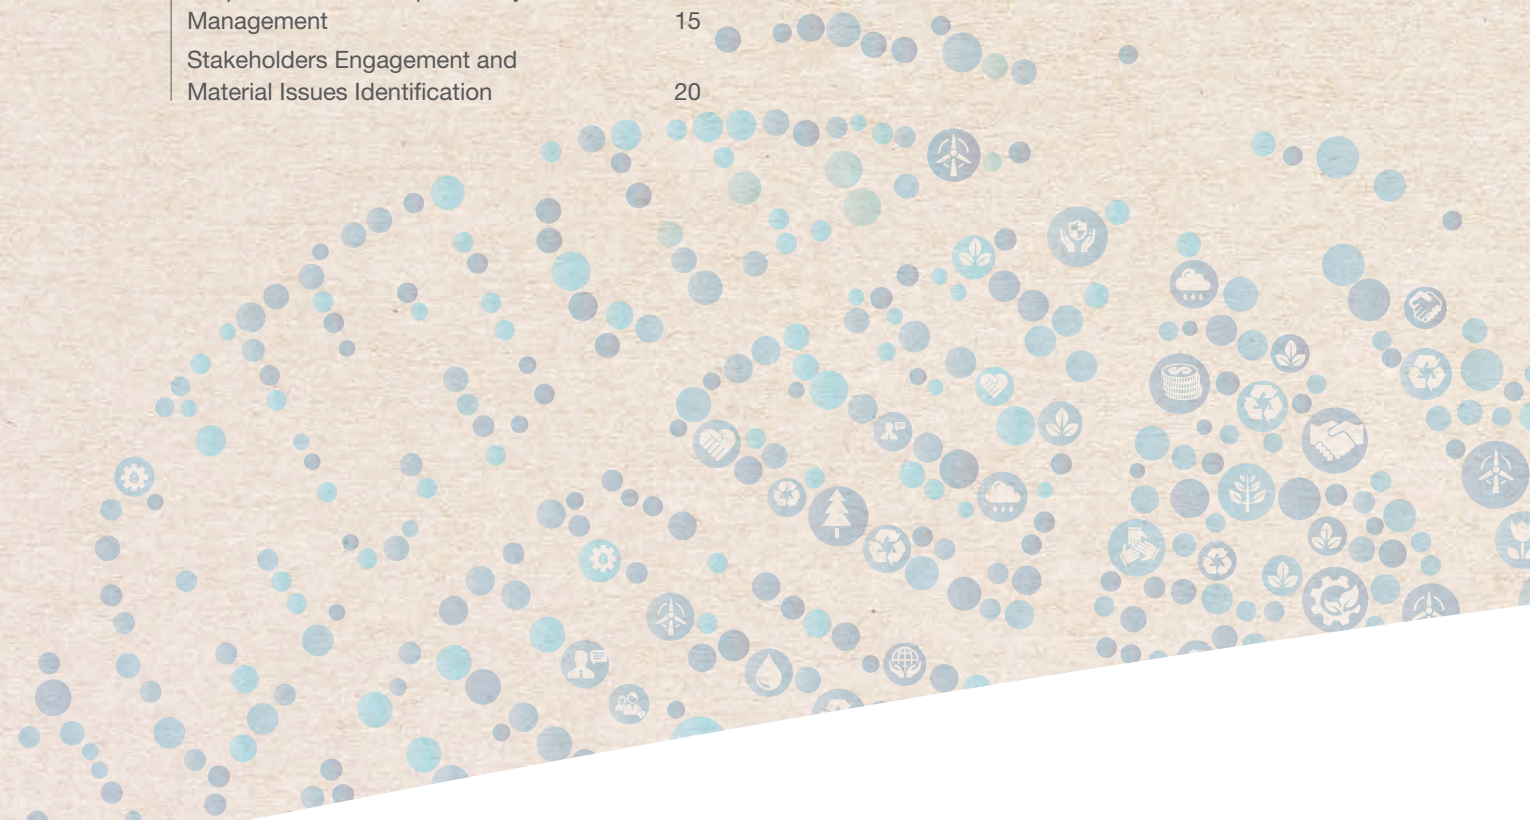 Management 15
Stakeholders Engagement and
Material Issues Identification 20